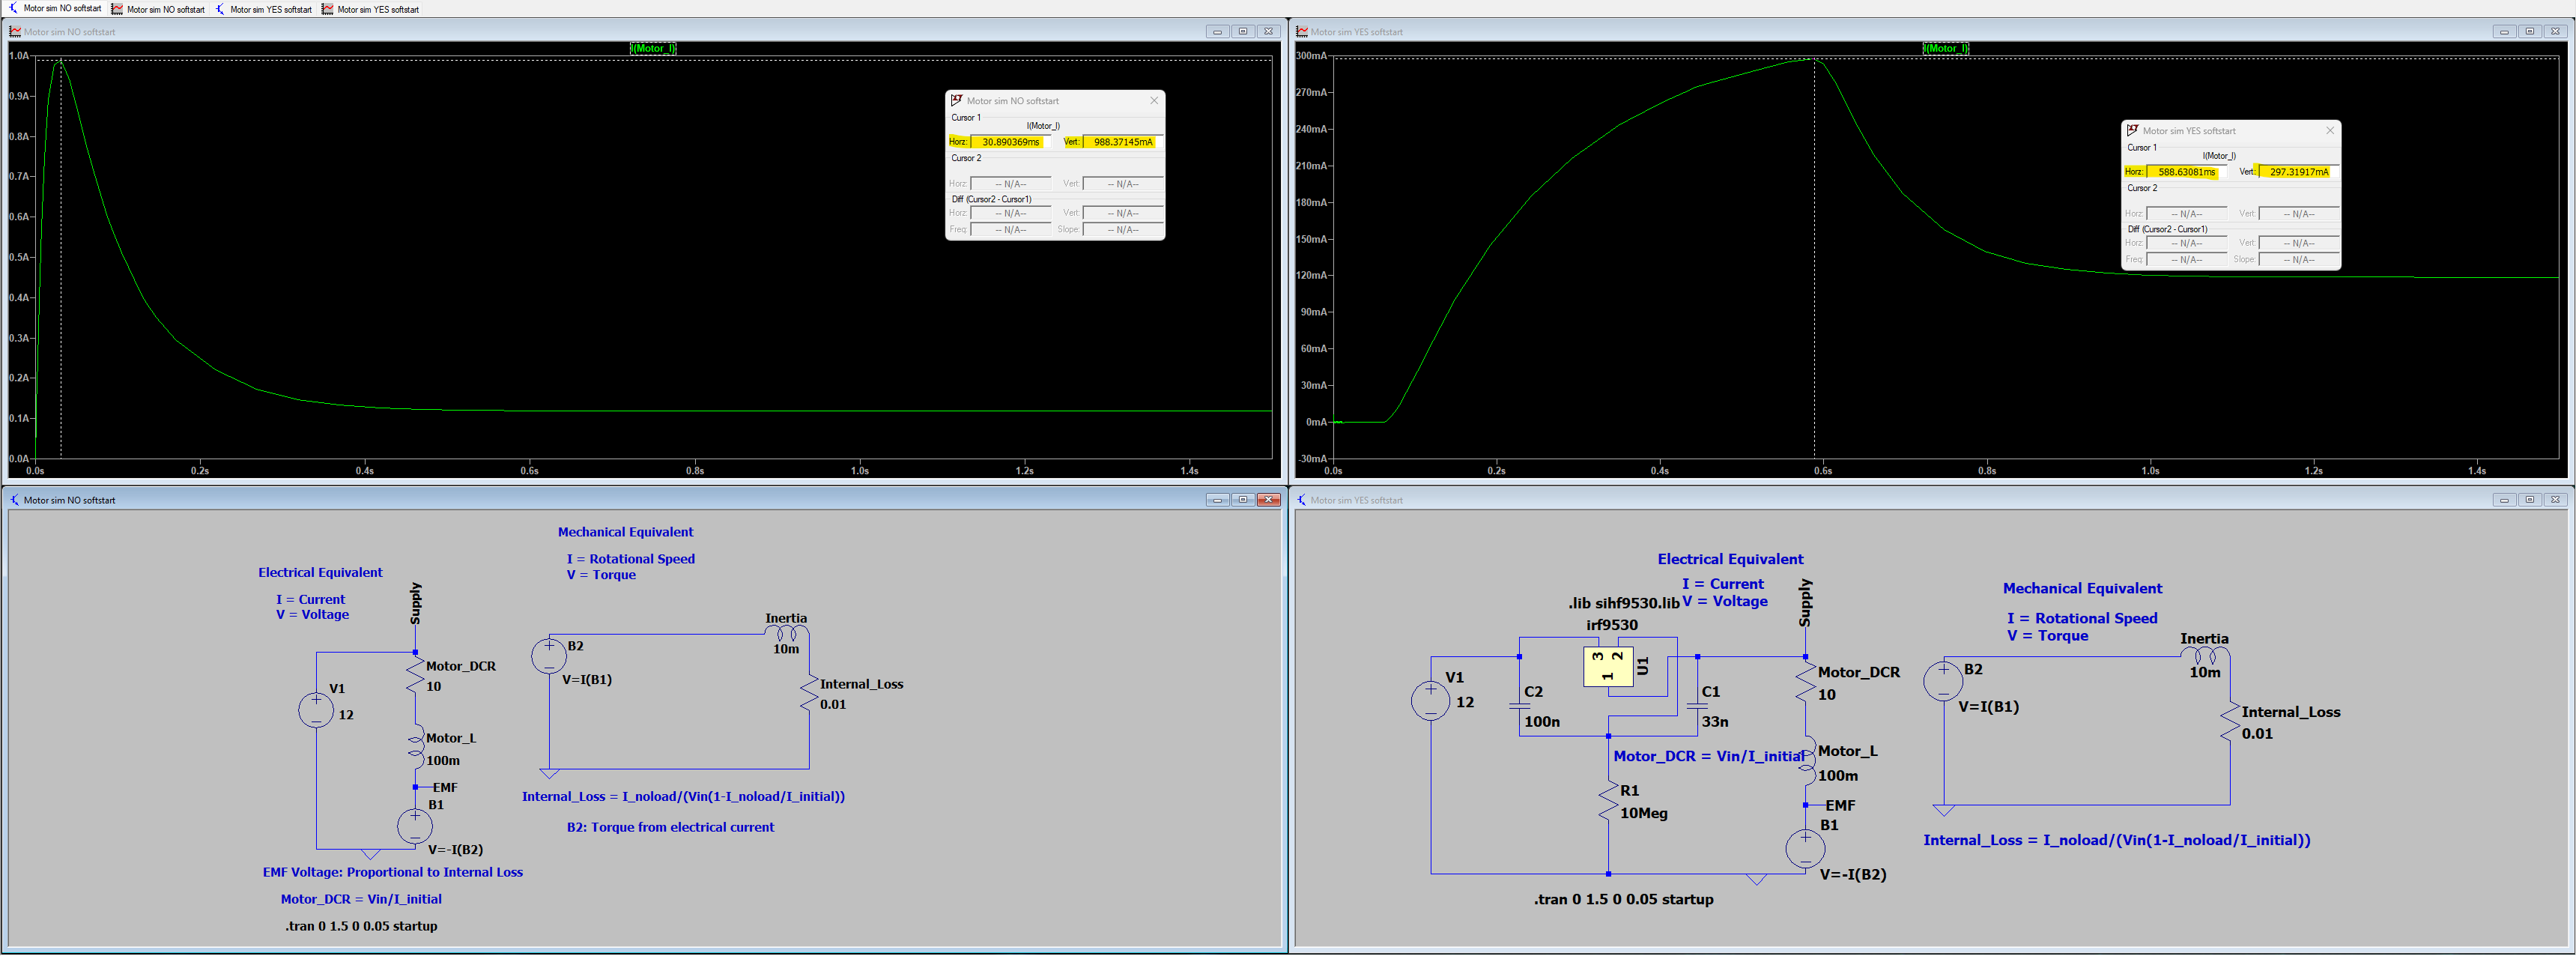 Motor sim NO softstart
Motor sim NO softstart
Motor sim YES softstart
Motor sim YES softstart
Motor sim NO softstart
I(Motor_I)
1.0A
0.9A
0.8A
0.7A
0.6A
0.5A
0.4A
0.3A
0.2A
0.1A
0.0A
0.0s 0.2s 0.4s 0.6s 0.8s 1.0s 1.2s 1.4s
Motor sim NO softstart
Cursor 1
I(Motor_I)
Horz: 30.890369ms Vert: 988.37145mA
Cursor 2
Horz: -- N/A-- Vert: -- N/A--
Diff (Cursor2 - Cursor1)
Horz: -- N/A-- Vert: -- N/A--
Freq: -- N/A-- Slope: -- N/A--
Motor sim YES softstart
I(Motor_I)
300mA
270mA
240mA
210mA
180mA
150mA
120mA
90mA
60mA
30mA
0mA
-30mA
0.0s 0.2s 0.4s 0.6s 0.8s 1.0s 1.2s 1.4s
Motor sim YES softstart
Cursor 1
I(Motor_I)
Horz: 588.63081ms Vert: 297.31917mA
Cursor 2
Horz: -- N/A-- Vert: -- N/A--
Diff (Cursor2 - Cursor1)
Horz: -- N/A-- Vert: -- N/A--
Freq: -- N/A-- Slope: -- N/A--
Motor sim NO softstart
Electrical Equivalent
I = Current
V = Voltage
Supply
V1
12
Motor_DCR
10
Motor_L
100m
EMF
B1
V=-I(B2)
EMF Voltage: Proportional to Internal Loss
Motor_DCR = Vin/I_initial
.tran 0 1.5 0 0.05 startup
Mechanical Equivalent
I = Rotational Speed
V = Torque
Inertia
10m
B2
V=I(B1)
Internal_Loss
0.01
Internal_Loss = I_noload/(Vin(1-I_noload/I_initial))
B2: Torque from electrical current
Motor sim YES softstart
Electrical Equivalent
I = Current
V = Voltage
Supply
.lib sihf9530.lib
irf9530
3 2
1
U1
V1
12
C2
100n
C1
33n
R1
10Meg
Motor_DCR = Vin/I_initial
Motor_DCR
10
Motor_L
100m
EMF
B1
V=-I(B2)
.tran 0 1.5 0 0.05 startup
Mechanical Equivalent
I = Rotational Speed
V = Torque
Inertia
10m
B2
V=I(B1)
Internal_Loss
0.01
Internal_Loss = I_noload/(Vin(1-I_noload/I_initial))